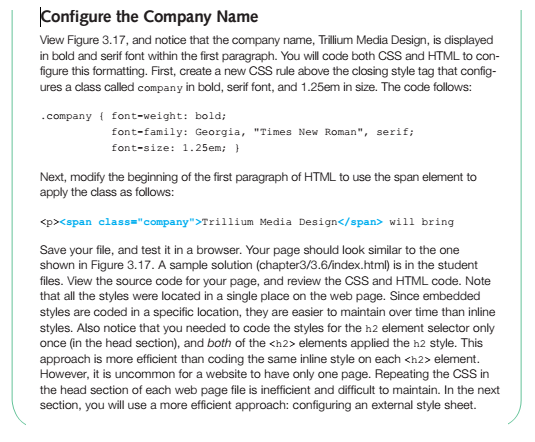 Configure the Company Name
View Figure 3.17, and notice that the company name, Trillium Media Design, is displayed
in bold and serif font within the first paragraph. You will code both CSS and HTML to con-
figure this formatting. First, create a new CSS rule above the closing style tag that config-
ures a class called company in bold, serif font, and 1.25em in size. The code follows:
.company { font-weight: bold;
font-family: Georgia, "Times New Roman", serif;
font-size: 1.25em; }
Next, modify the beginning of the first paragraph of HTML to use the span element to
apply the class as follows:
<p><span class="company">Trillium Media Design</span> will bring
Save your file, and test it in a browser. Your page should look similar to the one
shown in Figure 3.17. A sample solution (chapter3/3.6/index.html) is in the student
files. View the source code for your page, and review the CSS and HTML code. Note
that all the styles were located in a single place on the web page. Since embedded
styles are coded in a specific location, they are easier to maintain over time than inline
styles. Also notice that you needed to code the styles for the h2 element selector only
once (in the head section), and both of the <h2> elements applied the h2 style. This
approach is more efficient than coding the same inline style on each <h2> element.
However, it is uncommon for a website to have only one page. Repeating the CSS in
the head section of each web page file is inefficient and difficult to maintain. In the next
section, you will use a more efficient approach: configuring an external style sheet.